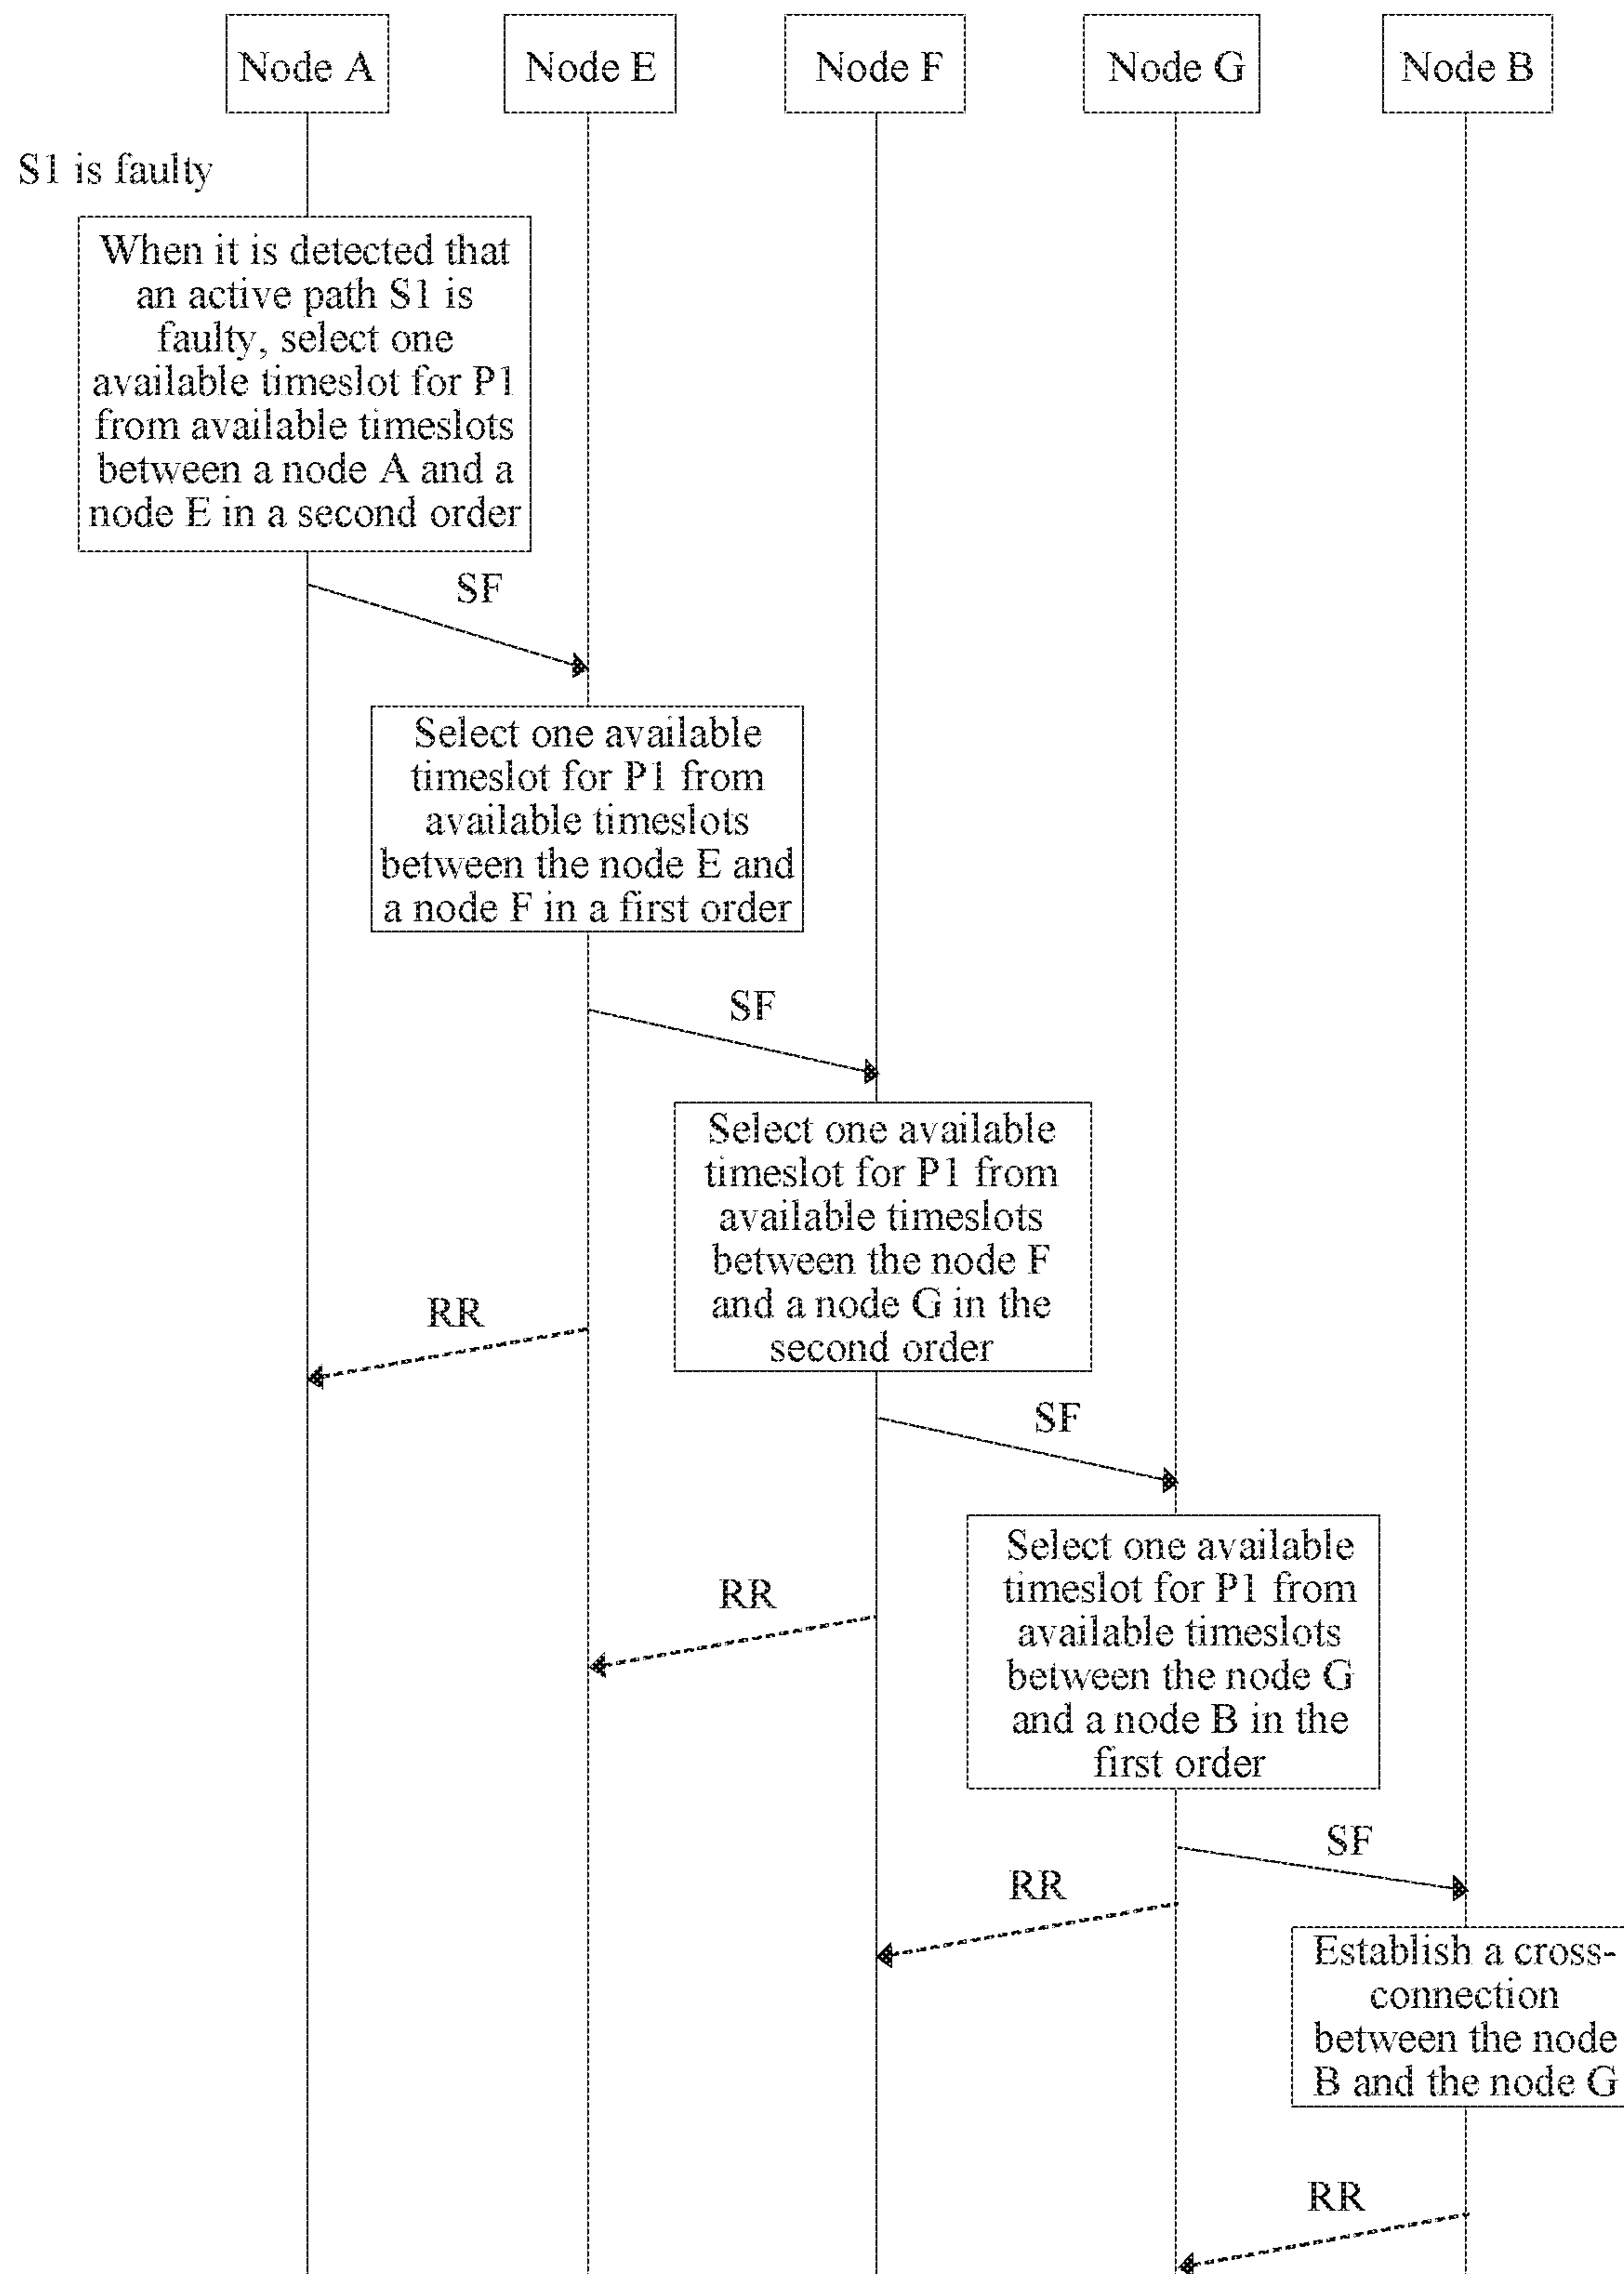 Node A
Node E
Node F
Node G
Node B
S1 is faulty
When it is detected that
an active path S1 is
faulty, select one
available timeslot for P1
from available timeslots
between a node A and a
node E in a second order
SF
Select one available
timeslot for P1 from
available timeslots
between the node E and
a node F in a first order
SF
Select one available
timeslot for P1 from
available timeslots
between the node F
and a node G in the
second order
RR
SF
Select one available
timeslot for P1 from
available timeslots
between the node G
and a node B in the
first order
RR
SF
RR
Establish a cross-
connection
between the node
B and the node G
RR